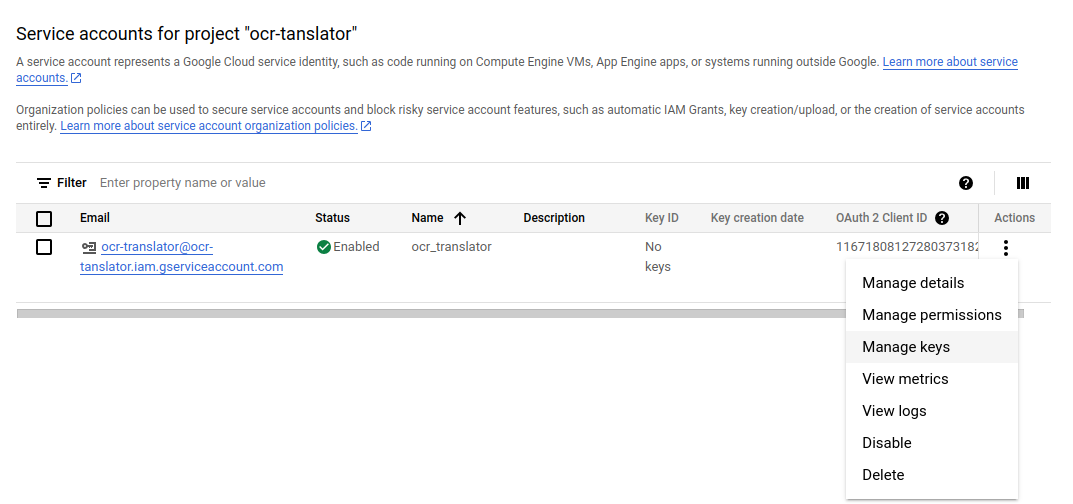 Service accounts for project "ocr-tanslator"
A service account represents a Google Cloud service identity, such as code running on Compute Engine VMs, App Engine apps, or systems running outside Google. Learn more about service
accounts.
Organization policies can be used to secure service accounts and block risky service account features, such as automatic IAM Grants, key creation/upload, or the creation of service accounts
entirely. Learn more about service account organization policies.
Filter Enter property name or value
Email Status Name Description Key ID Key creation date OAuth 2 Client ID Actions
ocr-translator@ocr- Enabled ocr_translator No 11671808127280373182
tanslator.iam.gserviceaccount.com keys
Manage details
Manage permissions
Manage keys
View metrics
View logs
Disable
Delete